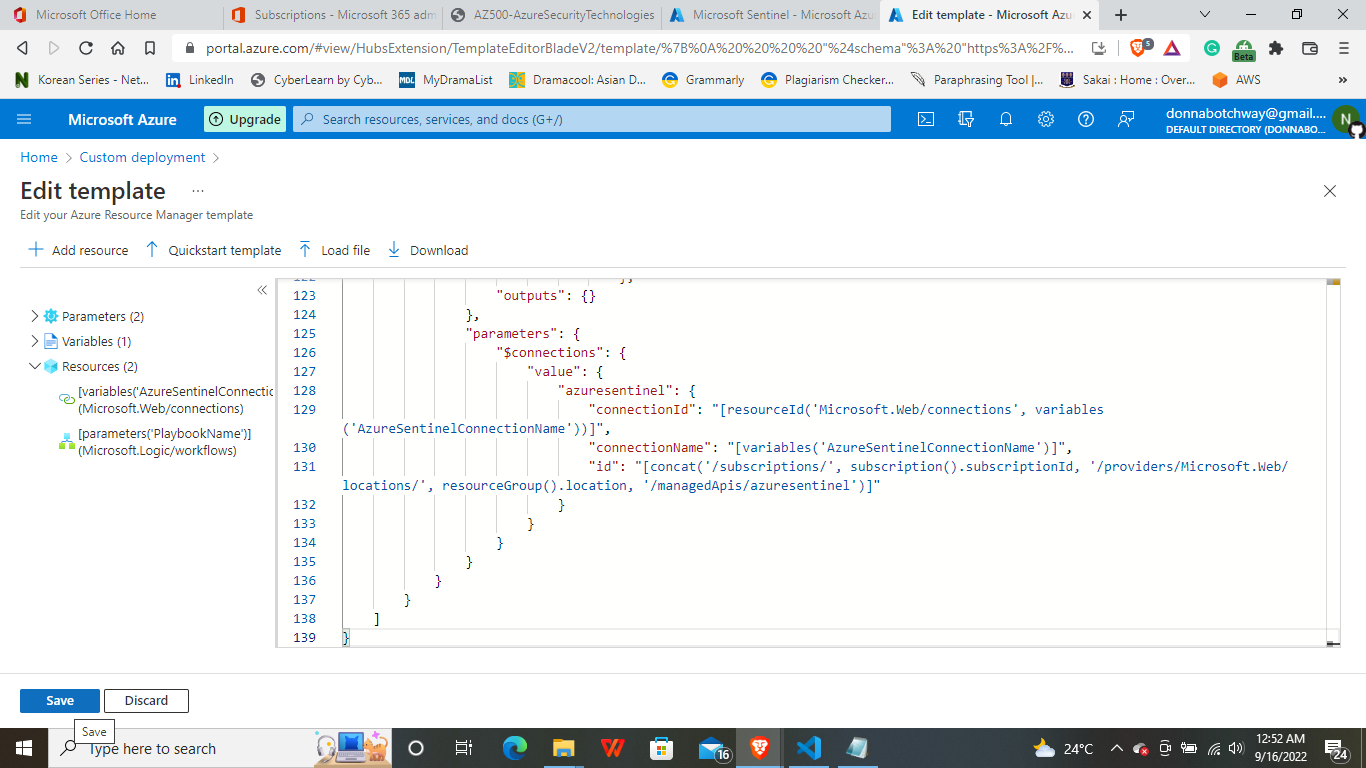 Microsoft Office Home
Subscriptions - Microsoft 365 adm
AZ500-AzureSecurityTechnologies
Microsoft Sentinel - Microsoft Azu
Edit template - Microsoft Azu
portal.azure.com/#view/HubsExtension/TemplateEditorBladeV2/template/%7B%0A%20%20%20%20"%24schema"%3A%20"https%3A%2F%...
5
Beta
Korean Series - Net...
LinkedIn
CyberLearn by Cyb...
MDL
MyDramaList
Dramacool: Asian D...
Grammarly
Plagiarism Checker...
Paraphrasing Tool |...
Sakai : Home : Over...
AWS
Microsoft Azure
Upgrade
Search resources, services, and docs (G+/)
donnabotchway@gmail....
DEFAULT DIRECTORY (DONNABO...
N
Home > Custom deployment >
Edit template ...
Edit your Azure Resource Manager template
Add resource
Quickstart template
Load file
Download
Parameters (2)
Variables (1)
Resources (2)
[variables('AzureSentinelConnectic
(Microsoft.Web/connections)
[parameters('PlaybookName')]
(Microsoft.Logic/workflows)
123 "outputs": {}
124 },
125 "parameters": {
126 "$connections": {
127 "value": {
128 "azuresentinel": {
129 "connectionId": "[resourceId('Microsoft.Web/connections', variables
('AzureSentinelConnectionName'))]",
130 "connectionName": "[variables('AzureSentinelConnectionName')]",
131 "id": "[concat('/subscriptions/', subscription().subscriptionId, '/providers/Microsoft.Web/
locations/', resourceGroup().location, '/managedApis/azuresentinel')]"
132 }
133 }
134 }
135 }
136 }
137 }
138 ]
139 }
Save
Discard
Save
Type here to search
16
24°C
12:52 AM
9/16/2022
24